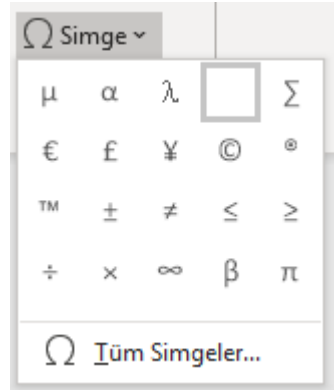 Ω Simge
μ α λ ∑
€ £ ¥ © ®
™ ± ≠ ≤ ≥
÷ × ∞ β π
Ω Tüm Simgeler...